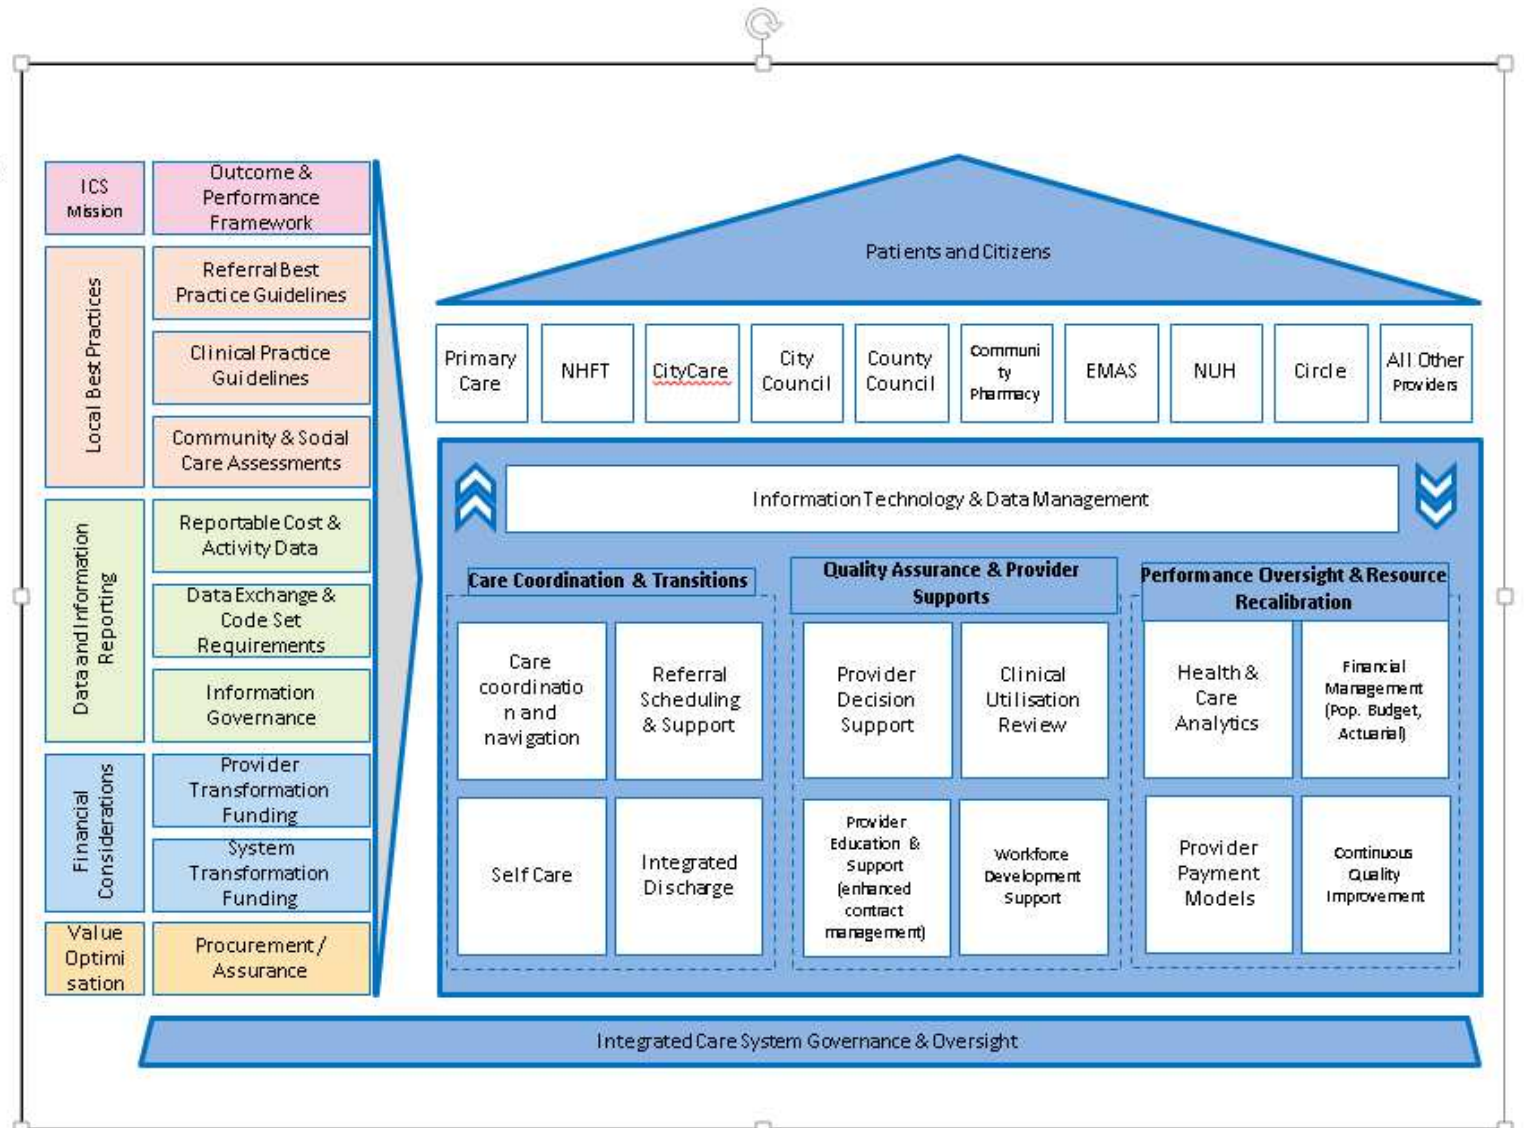 ICS
Mission
Outcome &
Performance
Framework
Local Best Practices
Referral Best
Practice Guidelines
Clinical Practice
Guidelines
Community & Social
Care Assessments
Data and Information
Reporting
Reportable Cost &
Activity Data
Data Exchange &
Code Set
Requirements
Information
Governance
Financial
Considerations
Provider
Transformation
Funding
System
Transformation
Funding
Value
Optimi
sation
Procurement /
Assurance
Patients and Citizens
Primary
Care
NHFT
CityCare
City
Council
County
Council
Communi
ty
Pharmacy
EMAS
NUH
Circle
All Other
Providers
Information Technology & Data Management
Care Coordination & Transitions
Care
coordinatio
n and
navigation
Referral
Scheduling
& Support
Self Care
Integrated
Discharge
Quality Assurance & Provider
Supports
Provider
Decision
Support
Clinical
Utilisation
Review
Provider
Education &
Support
(enhanced
contract
management)
Workforce
Development
Support
Performance Oversight & Resource
Recalibration
Health &
Care
Analytics
Financial
Management
(Pop. Budget,
Actuarial)
Provider
Payment
Models
Continuous
Quality
Improvement
Integrated Care System Governance & Oversight